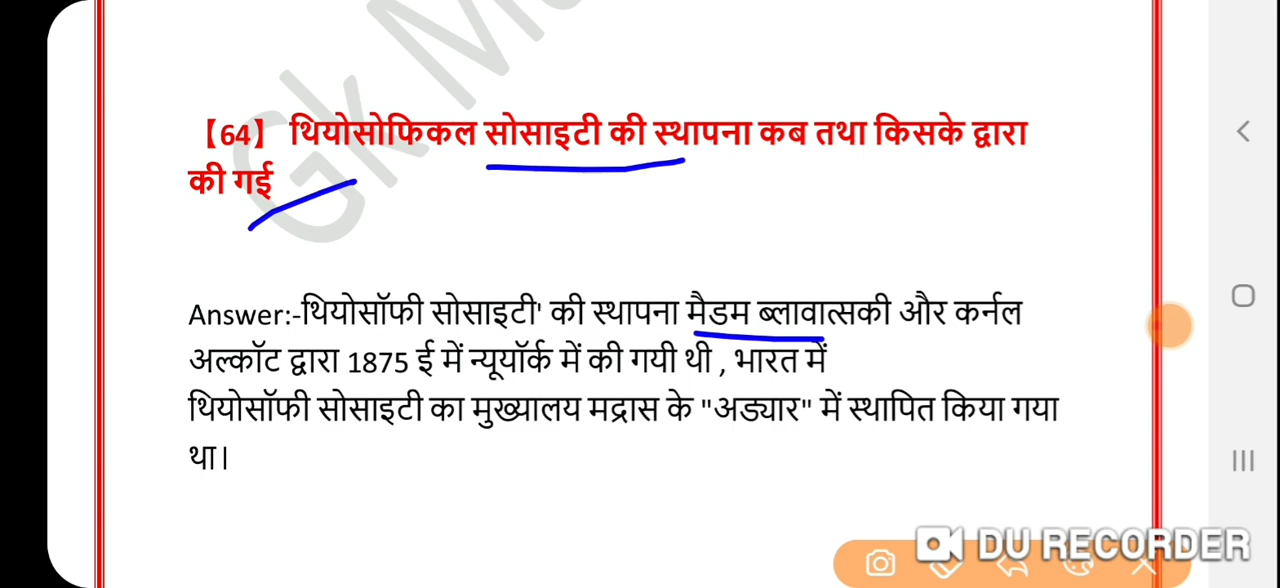 【64】 थियोसोफिकल सोसाइटी की स्थापना कब तथा किसके द्वारा
की गई
Answer:-थियोसॉफी सोसाइटी' की स्थापना मैडम ब्लावात्सकी और कर्नल
अल्कॉट द्वारा 1875 ई में न्यूयॉर्क में की गयी थी , भारत में
थियोसॉफी सोसाइटी का मुख्यालय मद्रास के "अड्यार" में स्थापित किया गया
था।
DU RECORDER